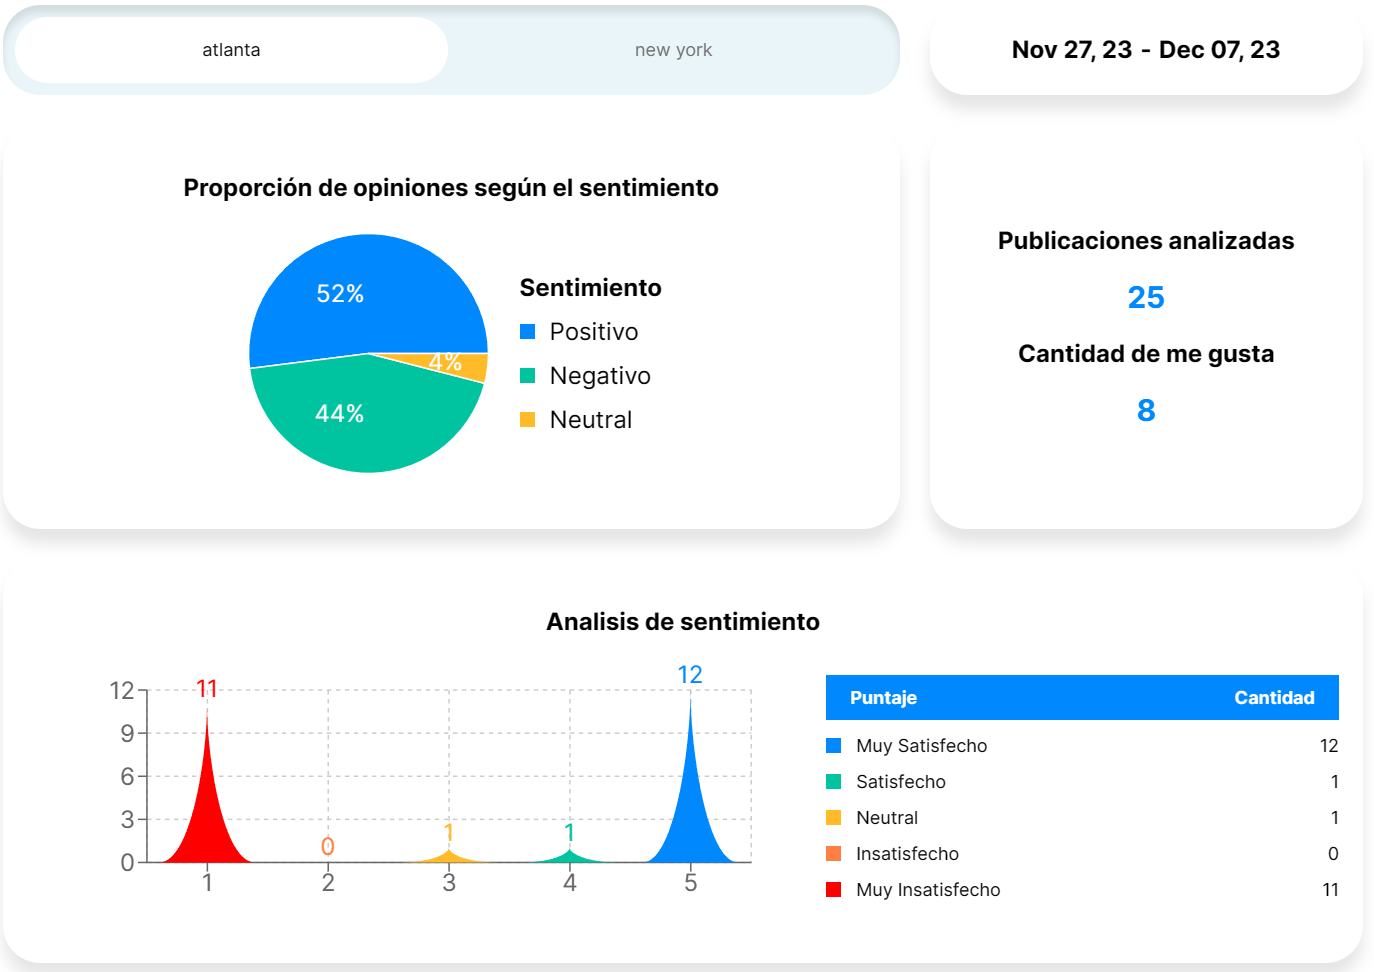 atlanta
new york
Nov 27, 23 - Dec 07, 23
Proporción de opiniones según el sentimiento
52%
4%
44%
Sentimiento
Positivo
Negativo
Neutral
Publicaciones analizadas
25
Cantidad de me gusta
8
Analisis de sentimiento
12
9
6
3
0
11
0
1
1
12
1
2
3
4
5
Puntaje Cantidad
Muy Satisfecho 12
Satisfecho 1
Neutral 1
Insatisfecho 0
Muy Insatisfecho 11